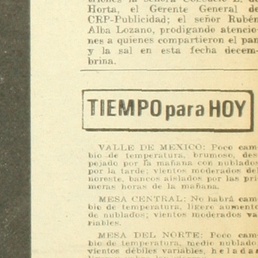 Horta, el Gerente General de
CRP-Publicidad; el señor Rubén
Alba Lozano, prodigando atencio-
nes a quienes compartieron el pan
y la sal en esta fecha decem-
brina.
TIEMPO para HOY
VALLE DE MEXICO: Poco cam
bio de temperatura, brumoso, des
pejado por la mañana con nublados
por la tarde; vientos moderados del
noreste, bancos aislados por las pri
meras horas de la mañana.
MESA CENTRAL: No habrá cam
bio de temperatura, ligero aumento
de nublados; vientos moderados va
riables.
MESA DEL NORTE: Poco cam
bio de temperatura, medio nublado
vientos débiles variables, heladas